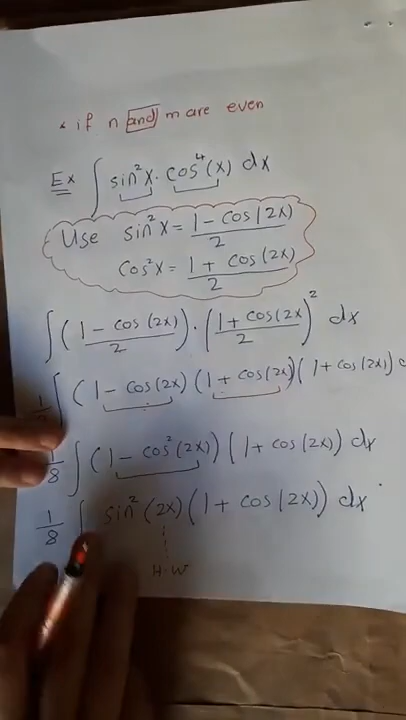 * if n and m are even
Ex ∫ sin²x · cos⁴(x) dx
Use sin²x = (1 - cos(2x))/2
cos²x = (1 + cos(2x))/2
∫ ((1 - cos(2x))/2) · ((1 + cos(2x))/2)² dx
∫ (1 - cos(2x)) (1 + cos(2x)) (1 + cos(2x))
1/8 ∫ (1 - cos²(2x)) (1 + cos(2x)) dx
1/8 ∫ sin²(2x) (1 + cos(2x)) dx
H.W